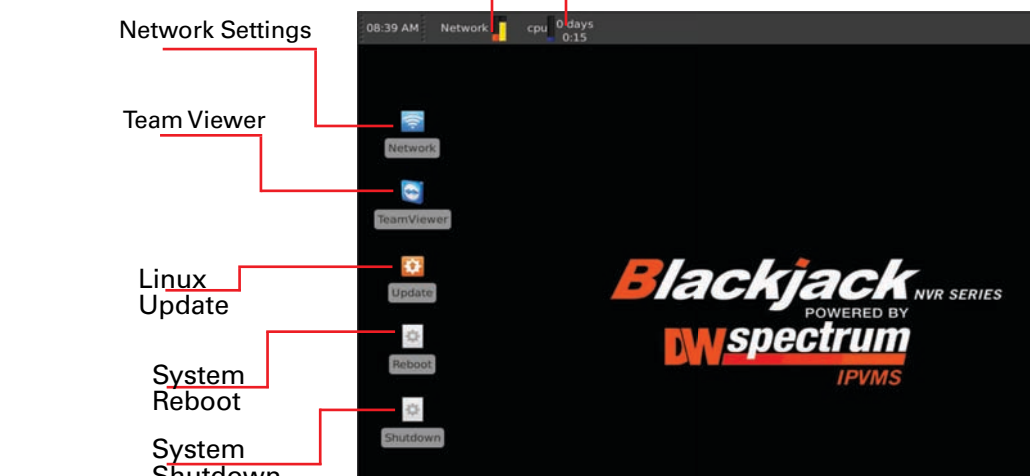 Network Settings
08:39 AM
Network
cpu
0 days
0:15
Network
Team Viewer
TeamViewer
Linux
Update
Update
System
Reboot
Reboot
System
Shutdown
Shutdown
Blackjack NVR SERIES
POWERED BY
DW spectrum
IPVMS